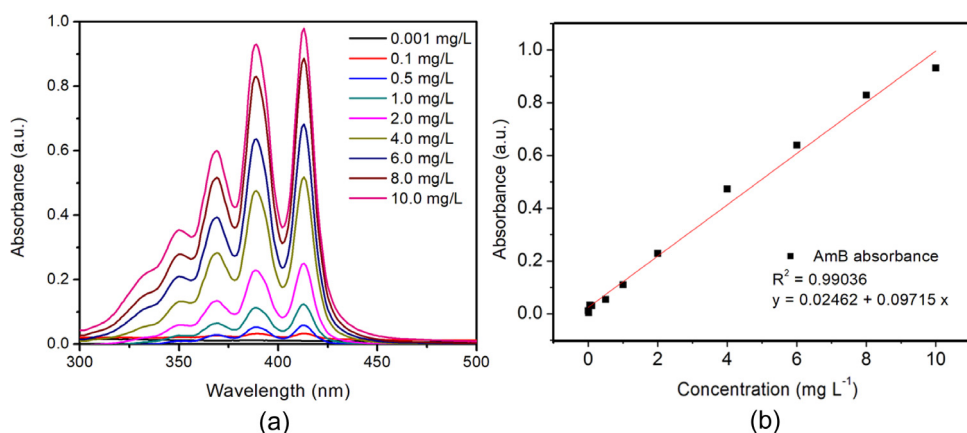 1.0
0.8
0.6
0.4
0.2
0.0
Absorbance (a.u.)
0.001 mg/L
0.1 mg/L
0.5 mg/L
1.0 mg/L
2.0 mg/L
4.0 mg/L
6.0 mg/L
8.0 mg/L
10.0 mg/L
300 350 400 450 500
Wavelength (nm)
(a)
1.0
0.8
0.6
0.4
0.2
0.0
Absorbance (a.u.)
AmB absorbance
R² = 0.99036
y = 0.02462 + 0.09715 x
0 2 4 6 8 10
Concentration (mg L⁻¹)
(b)